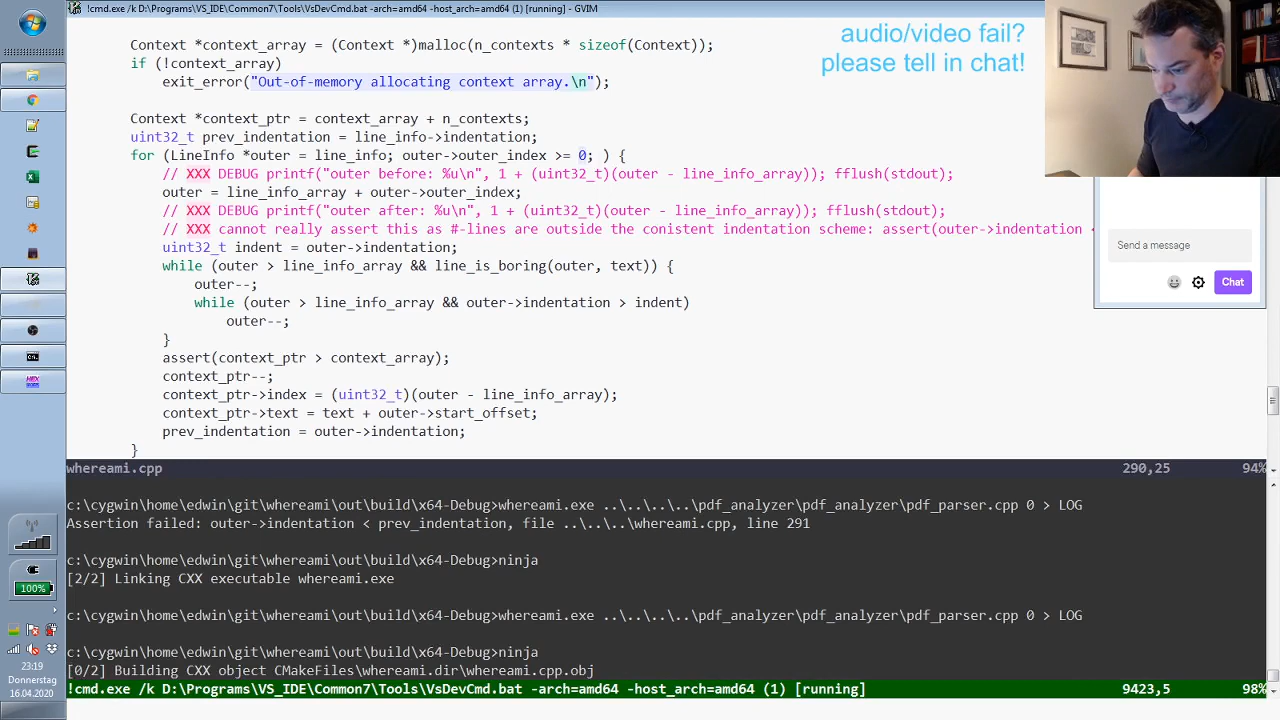 !cmd.exe /k D:\Programs\VS_IDE\Common7\Tools\VsDevCmd.bat -arch=amd64 -host_arch=amd64 (1) [running] - GVIM
audio/video fail?
please tell in chat!
Context *context_array = (Context *)malloc(n_contexts * sizeof(Context));
if (!context_array)
exit_error("Out-of-memory allocating context array.\n");
Context *context_ptr = context_array + n_contexts;
uint32_t prev_indentation = line_info->indentation;
for (LineInfo *outer = line_info; outer->outer_index >= 0; ) {
// XXX DEBUG printf("outer before: %u\n", 1 + (uint32_t)(outer - line_info_array)); fflush(stdout);
outer = line_info_array + outer->outer_index;
// XXX DEBUG printf("outer after: %u\n", 1 + (uint32_t)(outer - line_info_array)); fflush(stdout);
// XXX cannot really assert this as #-lines are outside the conistent indentation scheme: assert(outer->indentation <
uint32_t indent = outer->indentation;
while (outer > line_info_array && line_is_boring(outer, text)) {
outer--;
while (outer > line_info_array && outer->indentation > indent)
outer--;
}
assert(context_ptr > context_array);
context_ptr--;
context_ptr->index = (uint32_t)(outer - line_info_array);
context_ptr->text = text + outer->start_offset;
prev_indentation = outer->indentation;
}
Send a message
Chat
whereami.cpp 290,25 94%
c:\cygwin\home\edwin\git\whereami\out\build\x64-Debug>whereami.exe ..\..\..\..\pdf_analyzer\pdf_analyzer\pdf_parser.cpp 0 > LOG
Assertion failed: outer->indentation < prev_indentation, file ..\..\..\whereami.cpp, line 291
c:\cygwin\home\edwin\git\whereami\out\build\x64-Debug>ninja
[2/2] Linking CXX executable whereami.exe
c:\cygwin\home\edwin\git\whereami\out\build\x64-Debug>whereami.exe ..\..\..\..\pdf_analyzer\pdf_analyzer\pdf_parser.cpp 0 > LOG
c:\cygwin\home\edwin\git\whereami\out\build\x64-Debug>ninja
[0/2] Building CXX object CMakeFiles\whereami.dir\whereami.cpp.obj
!cmd.exe /k D:\Programs\VS_IDE\Common7\Tools\VsDevCmd.bat -arch=amd64 -host_arch=amd64 (1) [running] 9423,5 98%
100%
23:19
Donnerstag
16.04.2020